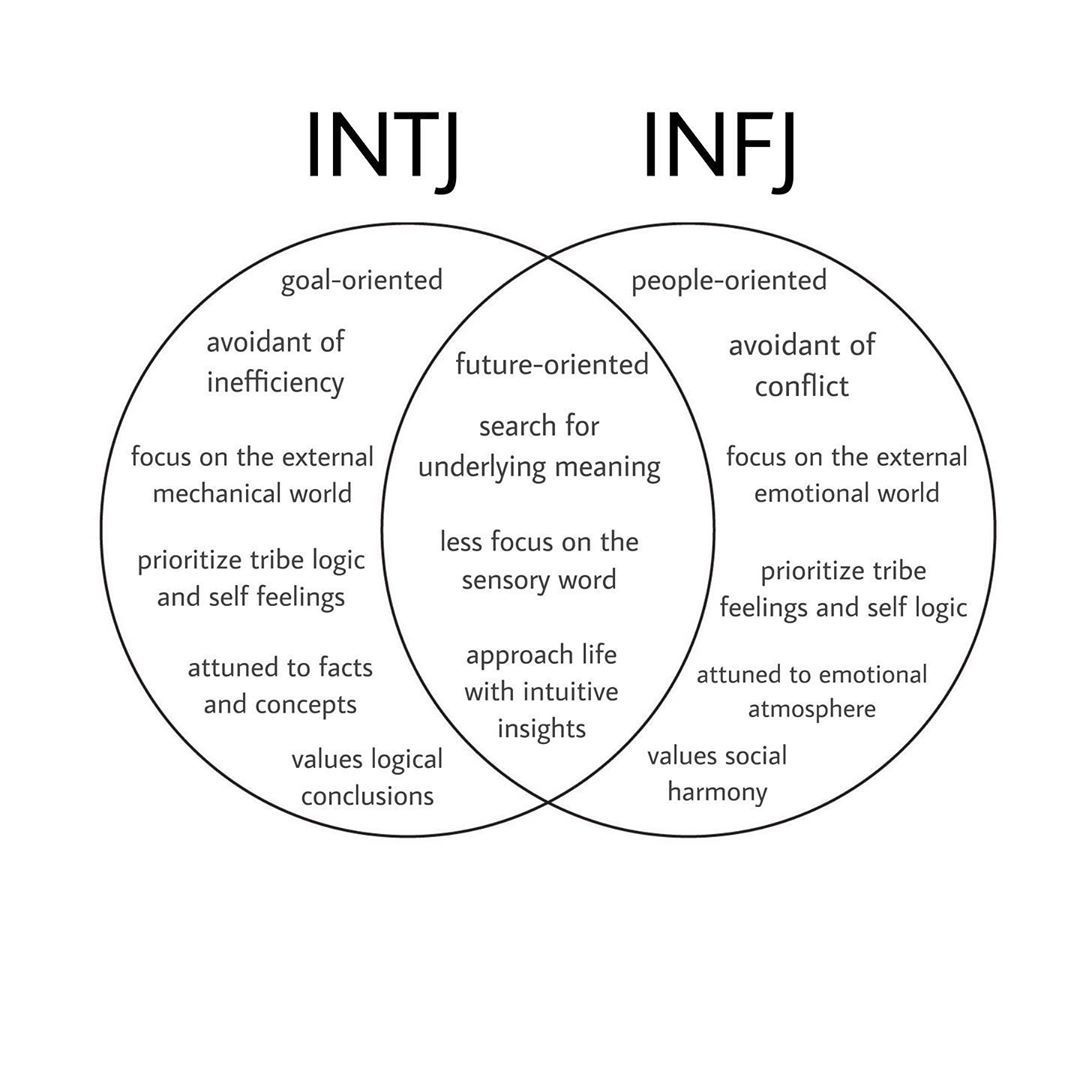 INTJ
INFJ
goal-oriented
avoidant of
inefficiency
focus on the external
mechanical world
prioritize tribe logic
and self feelings
attuned to facts
and concepts
values logical
conclusions
future-oriented
search for
underlying meaning
less focus on the
sensory word
approach life
with intuitive
insights
people-oriented
avoidant of
conflict
focus on the external
emotional world
prioritize tribe
feelings and self logic
attuned to emotional
atmosphere
values social
harmony